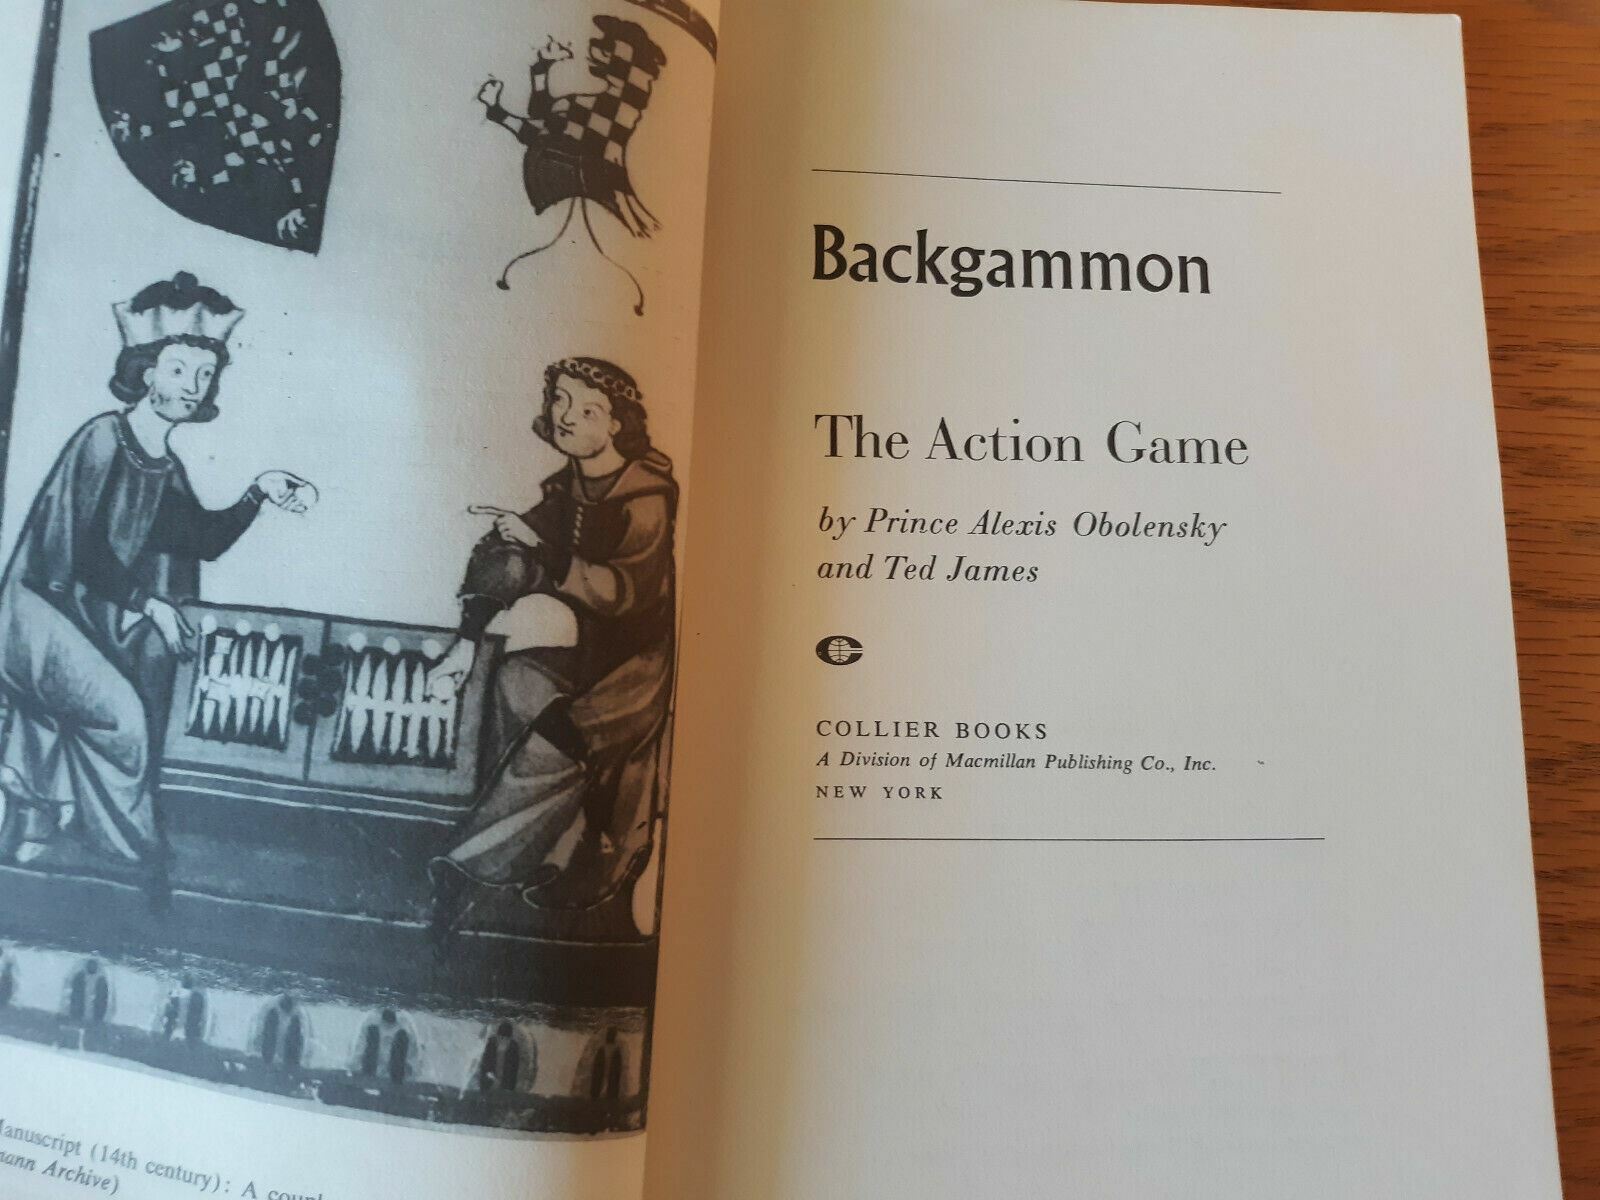 Manuscript (14th century): A
Archive)
Backgammon
The Action Game
by Prince Alexis Obolensky
and Ted James
COLLIER BOOKS
A Division of Macmillan Publishing Co., Inc.
NEW YORK